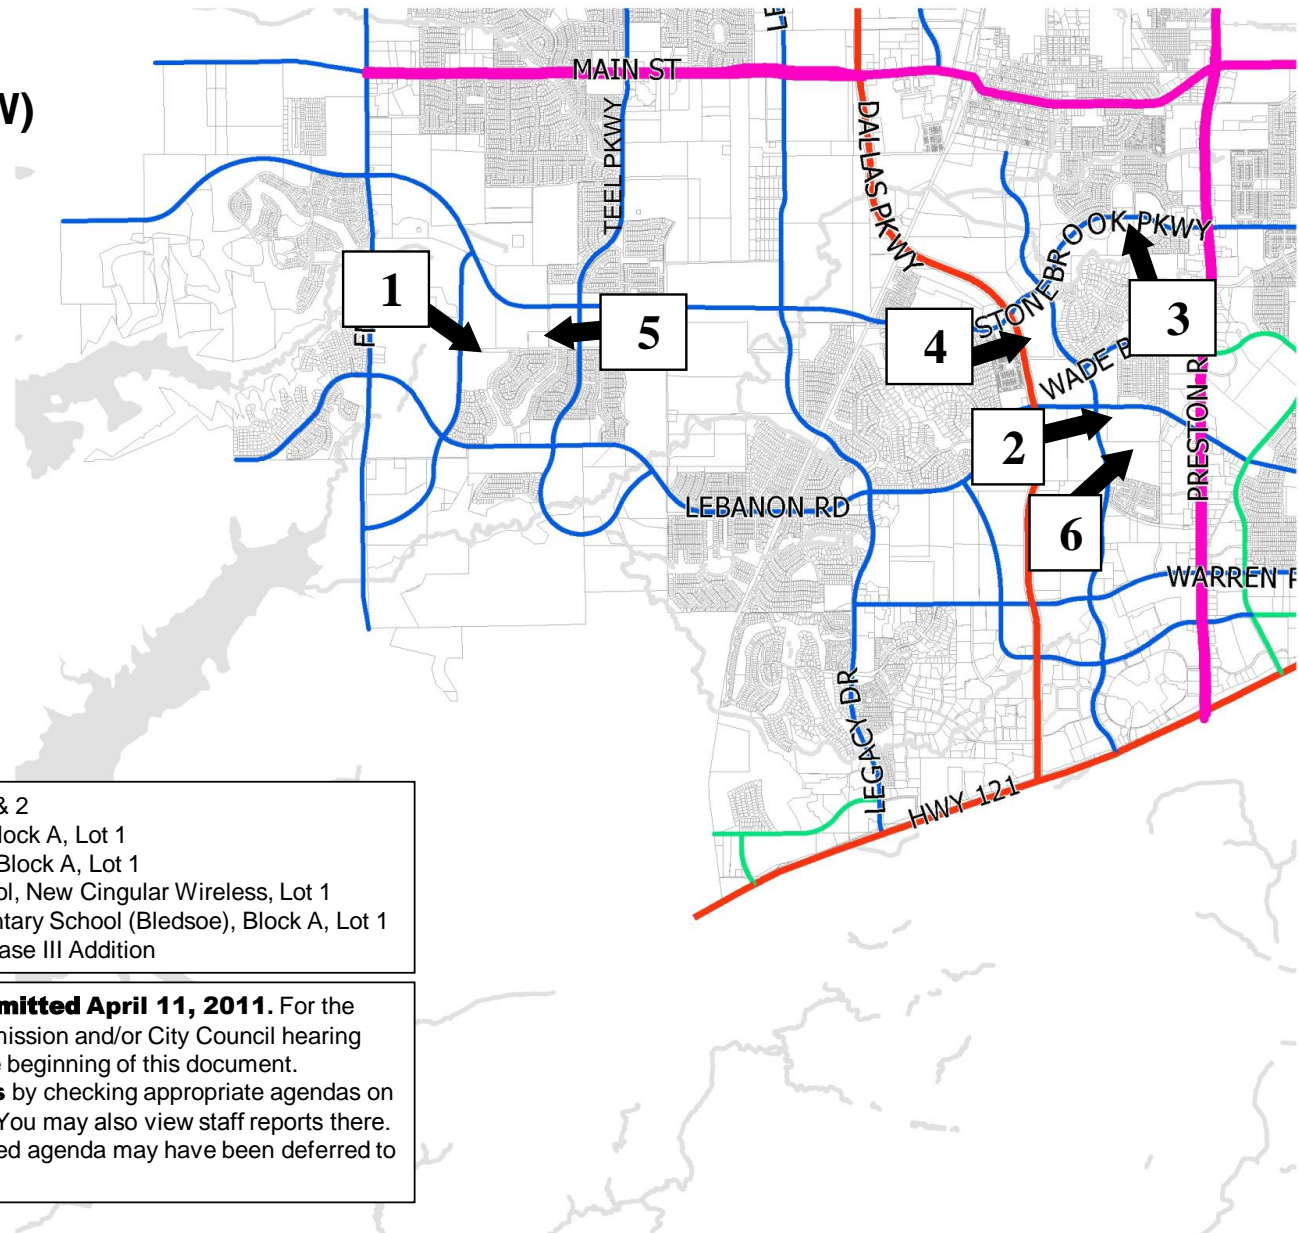 W)
MAIN ST
TEEL PKWY
DALLAS PKWY
STONEBROOK PKWY
1
5
4
3
WADE
PRESTON R
2
6
LEBANON RD
WARREN
LEGACY DR
HWY 121
& 2
lock A, Lot 1
Block A, Lot 1
ol, New Cingular Wireless, Lot 1
ntary School (Bledsoe), Block A, Lot 1
ase III Addition
mitted April 11, 2011. For the
mission and/or City Council hearing
e beginning of this document.
s by checking appropriate agendas on
You may also view staff reports there.
ed agenda may have been deferred to